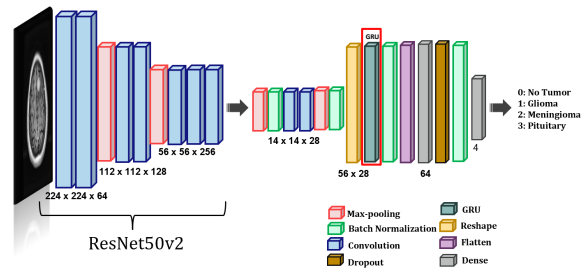 GRU
0: No Tumor
1: Glioma
2: Meningioma
3: Pituitary
56 x 56 x 256
14 x 14 x 28
4
112 x 112 x 128
56 x 28
64
224 x 224 x 64
ResNet50v2
Max-pooling
GRU
Batch Normalization
Reshape
Convolution
Flatten
Dropout
Dense